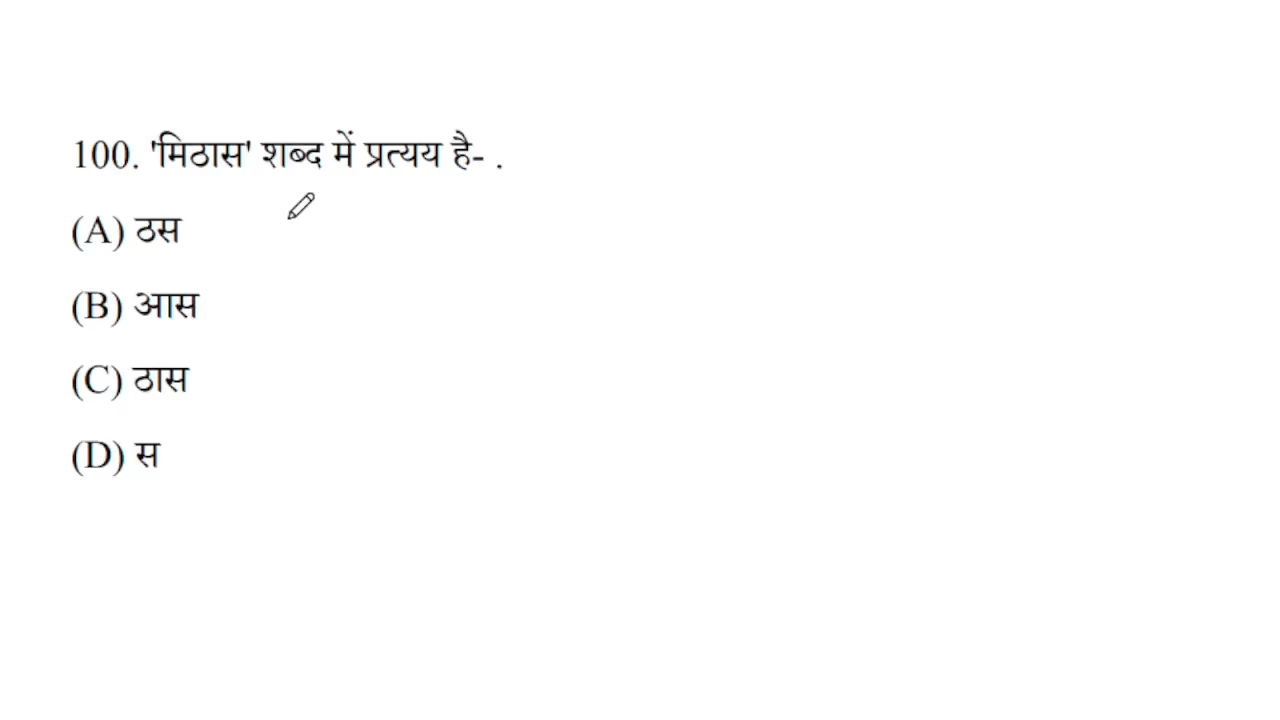 100. 'मिठास' शब्द में प्रत्यय है- .
(A) ठस
(B) आस
(C) ठास
(D) स